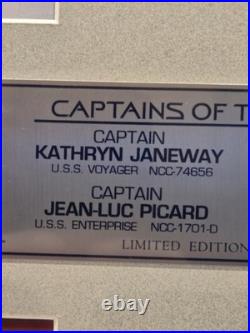 CAPTAINS OF T
CAPTAIN
KATHRYN JANEWAY
U.S.S. VOYAGER NCC-74656
CAPTAIN
JEAN-LUC PICARD
U.S.S. ENTERPRISE NCC-1701-D
LIMITED EDITION